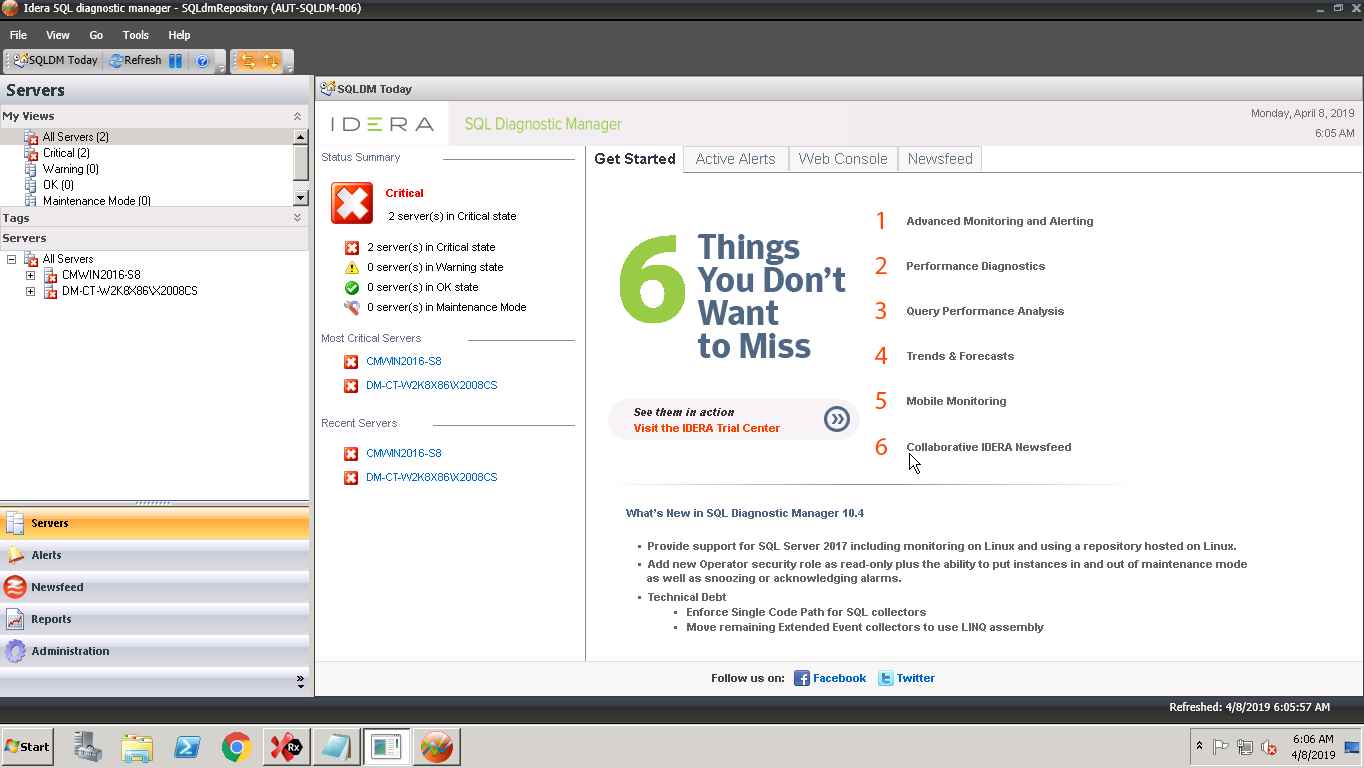 Idera SQL diagnostic manager - SQLdmRepository (AUT-SQLDM-006)
File View Go Tools Help
SQLDM Today Refresh
Servers
My Views
All Servers (2)
Critical (2)
Warning (0)
OK (0)
Maintenance Mode (0)
Tags
Servers
All Servers
CMWIN2016-S8
DM-CT-W2K8X86\X2008CS
Servers
Alerts
Newsfeed
Reports
Administration
SQLDM Today
IDERA SQL Diagnostic Manager
Monday, April 8, 2019
6:05 AM
Status Summary
Critical
2 server(s) in Critical state
2 server(s) in Critical state
0 server(s) in Warning state
0 server(s) in OK state
0 server(s) in Maintenance Mode
Most Critical Servers
CMWIN2016-S8
DM-CT-W2K8X86\X2008CS
Recent Servers
CMWIN2016-S8
DM-CT-W2K8X86\X2008CS
Get Started Active Alerts Web Console Newsfeed
6 Things
You Don't
Want
to Miss
See them in action
Visit the IDERA Trial Center
1 Advanced Monitoring and Alerting
2 Performance Diagnostics
3 Query Performance Analysis
4 Trends & Forecasts
5 Mobile Monitoring
6 Collaborative IDERA Newsfeed
What's New in SQL Diagnostic Manager 10.4
• Provide support for SQL Server 2017 including monitoring on Linux and using a repository hosted on Linux.
• Add new Operator security role as read-only plus the ability to put instances in and out of maintenance mode
as well as snoozing or acknowledging alarms.
• Technical Debt
• Enforce Single Code Path for SQL collectors
• Move remaining Extended Event collectors to use LINQ assembly
Follow us on: Facebook Twitter
Refreshed: 4/8/2019 6:05:57 AM
Start
Rx
6:06 AM
4/8/2019